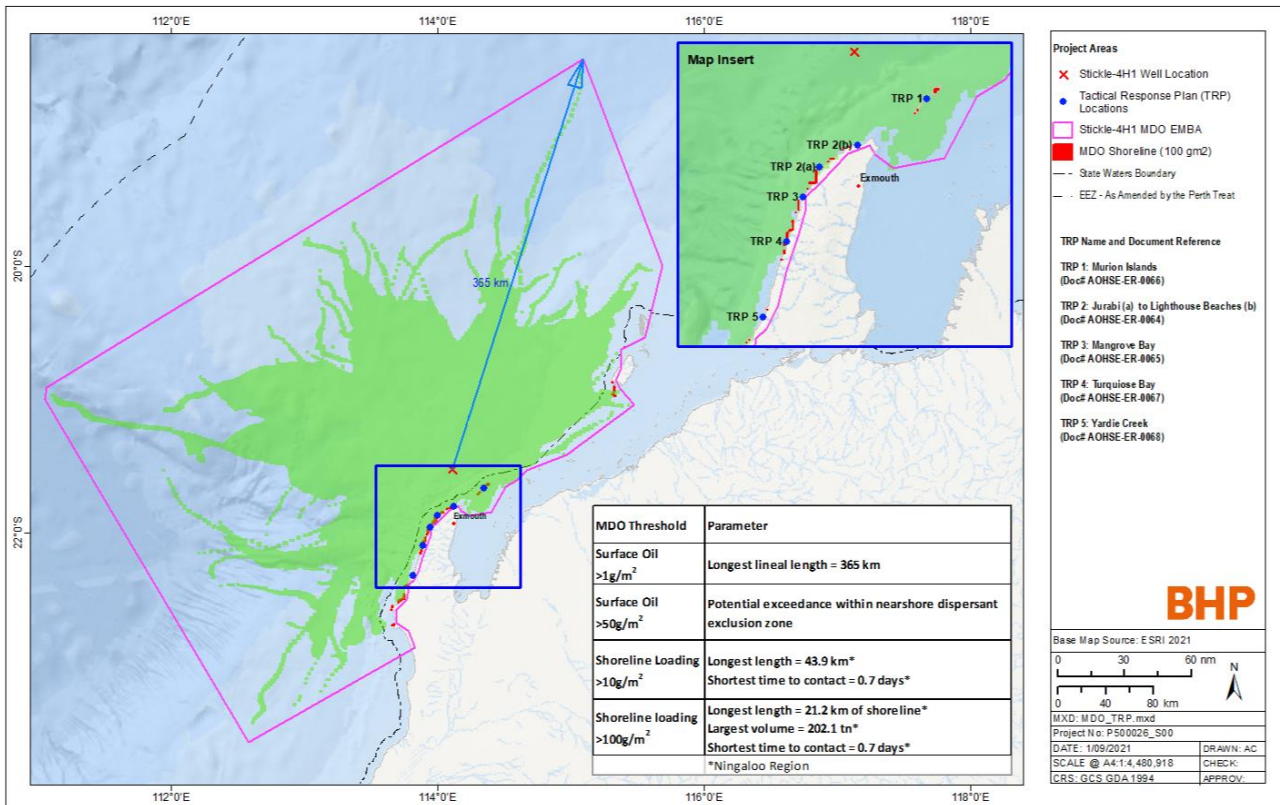 112°0'E 114°0'E 116°0'E 118°0'E
20°0'S
22°0'S
365 km
Exmouth
Map Insert
TRP 1
TRP 2(b)
TRP 2(a)
Exmouth
TRP 3
TRP 4
TRP 5
MDO Threshold Parameter
Surface Oil >1g/m² Longest lineal length = 365 km
Surface Oil >50g/m² Potential exceedance within nearshore dispersant exclusion zone
Shoreline Loading >10g/m² Longest length = 43.9 km*
Shortest time to contact = 0.7 days*
Shoreline loading >100g/m² Longest length = 21.2 km of shoreline*
Largest volume = 202.1 tn*
Shortest time to contact = 0.7 days*
*Ningaloo Region
112°0'E 114°0'E 116°0'E 118°0'E
Project Areas
Stickle-4H1 Well Location
Tactical Response Plan (TRP)
Locations
Stickle-4H1 MDO EMBA
MDO Shoreline (100 gm2)
State Waters Boundary
EEZ - As Amended by the Perth Treat
TRP Name and Document Reference
TRP 1: Murion Islands
(Doc# AOHSE-ER-0066)
TRP 2: Jurabi (a) to Lighthouse Beaches (b)
(Doc# AOHSE-ER-0064)
TRP 3: Mangrove Bay
(Doc# AOHSE-ER-0065)
TRP 4: Turquiose Bay
(Doc# AOHSE-ER-0067)
TRP 5: Yardie Creek
(Doc# AOHSE-ER-0068)
BHP
Base Map Source: ESRI 2021
0 30 60 nm
N
0 40 80 km
MXD: MDO_TRP.mxd
Project No: P500026_S00
DATE: 1/09/2021 DRAWN: AC
SCALE @ A4:1:4,480,918 CHECK:
CRS: GCS GDA 1994 APPROV: